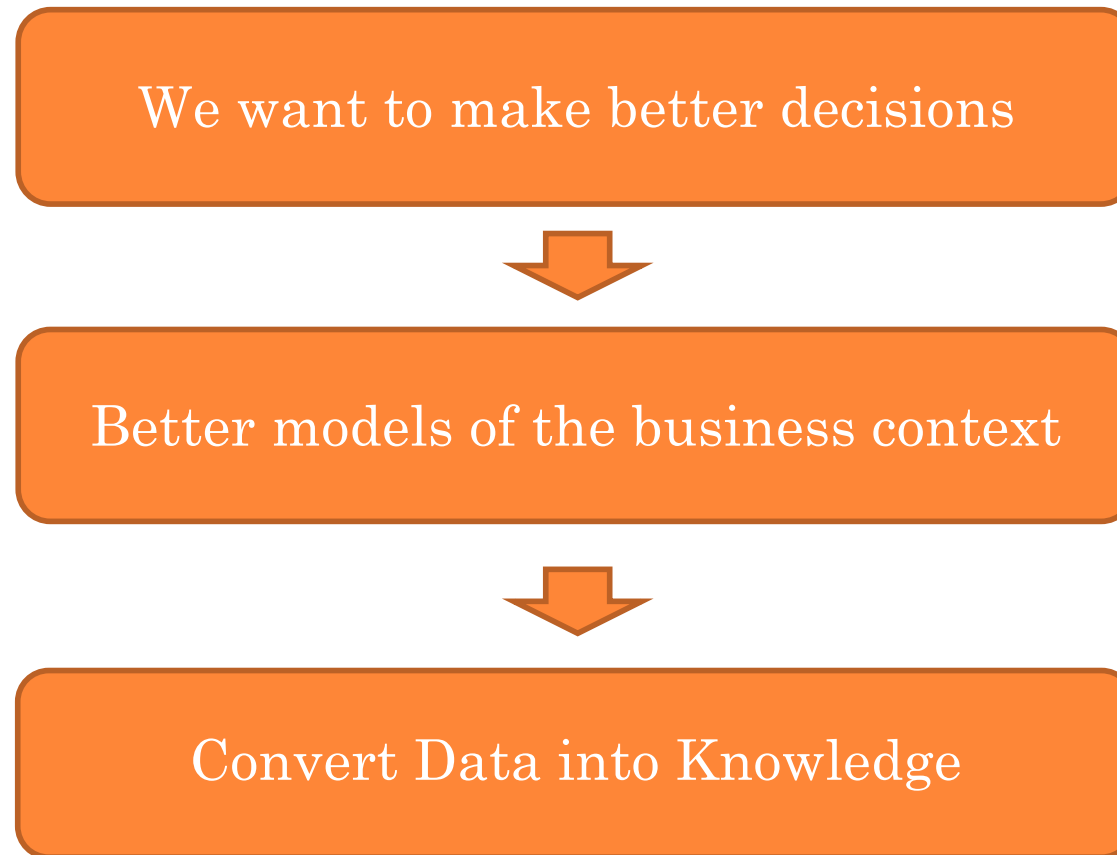 We want to make better decisions
Better models of the business context
Convert Data into Knowledge